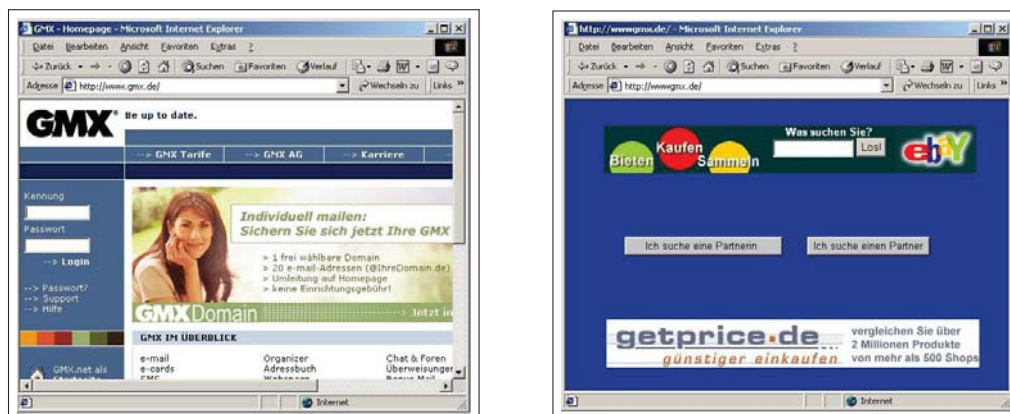 GMX - Homepage - Microsoft Internet Explorer
Datei Bearbeiten Ansicht Favoriten Extras ?
Zurück Suchen Favoriten Verlauf
Adresse http://www.gmx.de/ Wechseln zu Links »
GMX® Be up to date.
--> GMX Tarife --> GMX AG --> Karriere
Kennung
Passwort
--> Login
--> Passwort?
--> Support
--> Hilfe
GMX.net als
Individuell mailen:
Sichern Sie sich jetzt Ihre GMX
> 1 frei wählbare Domain
> 20 e-mail-Adressen (@IhreDomain.de)
> Umleitung auf Homepage
> keine Einrichtungsgebühr!
GMXDomain --> Jetzt in
GMX IM ÜBERBLICK
e-mail Organizer Chat & Foren
e-cards Adressbuch Überweisunge
SMS
Internet
http://wwwgmx.de/ - Microsoft Internet Explorer
Datei Bearbeiten Ansicht Favoriten Extras ?
Zurück Suchen Favoriten Verlauf
Adresse http://wwwgmx.de/ Wechseln zu Links »
Bieten Kaufen Sammeln Was suchen Sie? Los! ebaY
Ich suche eine Partnerin Ich suche einen Partner
getprice.de...
günstiger einkaufen
vergleichen Sie über
2 Millionen Produkte
von mehr als 500 Shops
Internet